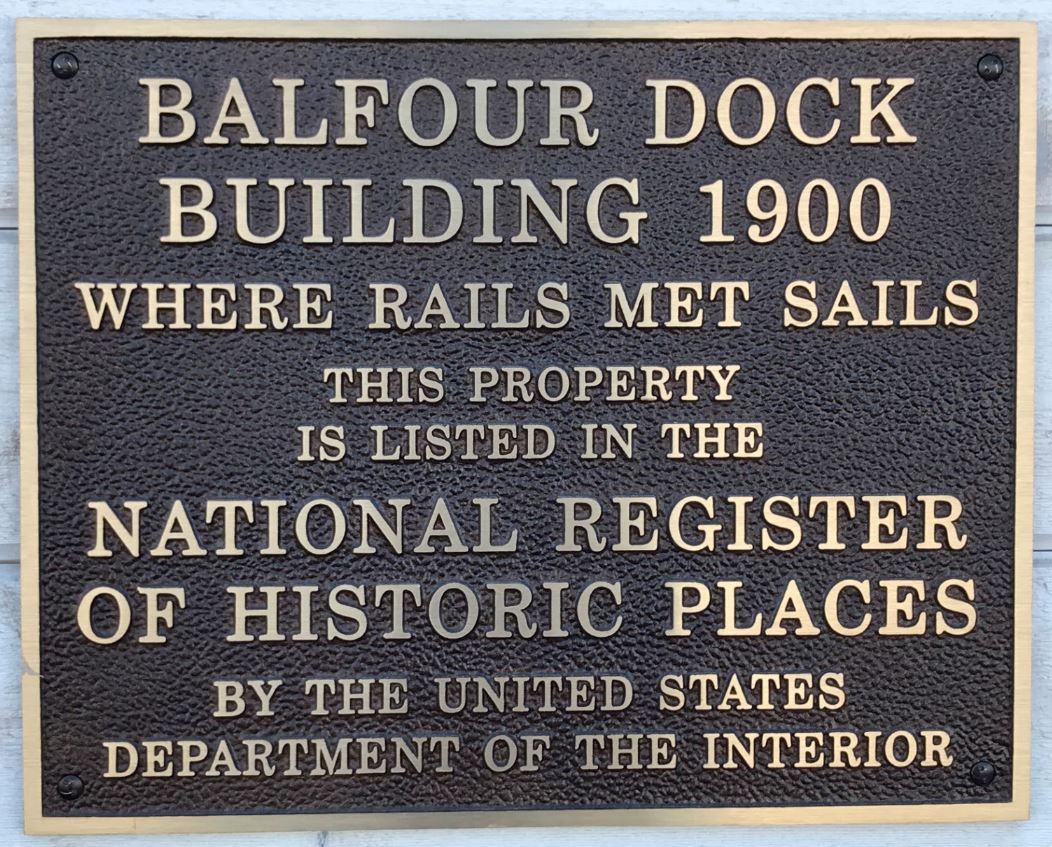 BALFOUR DOCK
BUILDING 1900
WHERE RAILS MET SAILS
THIS PROPERTY
IS LISTED IN THE
NATIONAL REGISTER
OF HISTORIC PLACES
BY THE UNITED STATES
DEPARTMENT OF THE INTERIOR